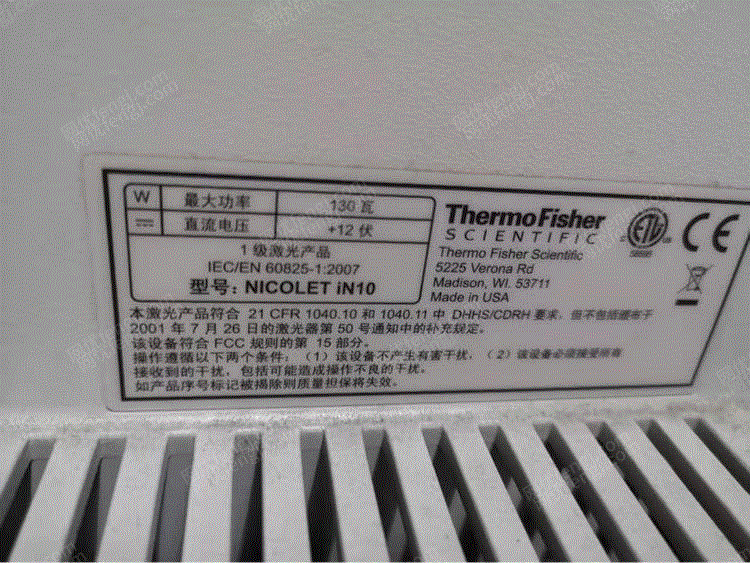 W 最大功率 130 瓦
直流电压 +12 伏
1 级激光产品
IEC/EN 60825-1:2007
型号: NICOLET iN10
ThermoFisher
SCIENTIFIC
Thermo Fisher Scientific
5225 Verona Rd
Madison, WI. 53711
Made in USA
ETL
CE
本激光产品符合 21 CFR 1040.10 和 1040.11 中 DHHS/CDRH 要求，但不包括颁布于
2001 年 7 月 26 日的激光器第 50 号通知中的补充规定。
该设备符合 FCC 规则的第 15 部分。
操作遵循以下两个条件:（1）该设备不产生有害干扰,（2）该设备必须接受所有
接收到的干扰，包括可能造成操作不良的干扰。
如产品序号标记被揭除则质量担保将失效。